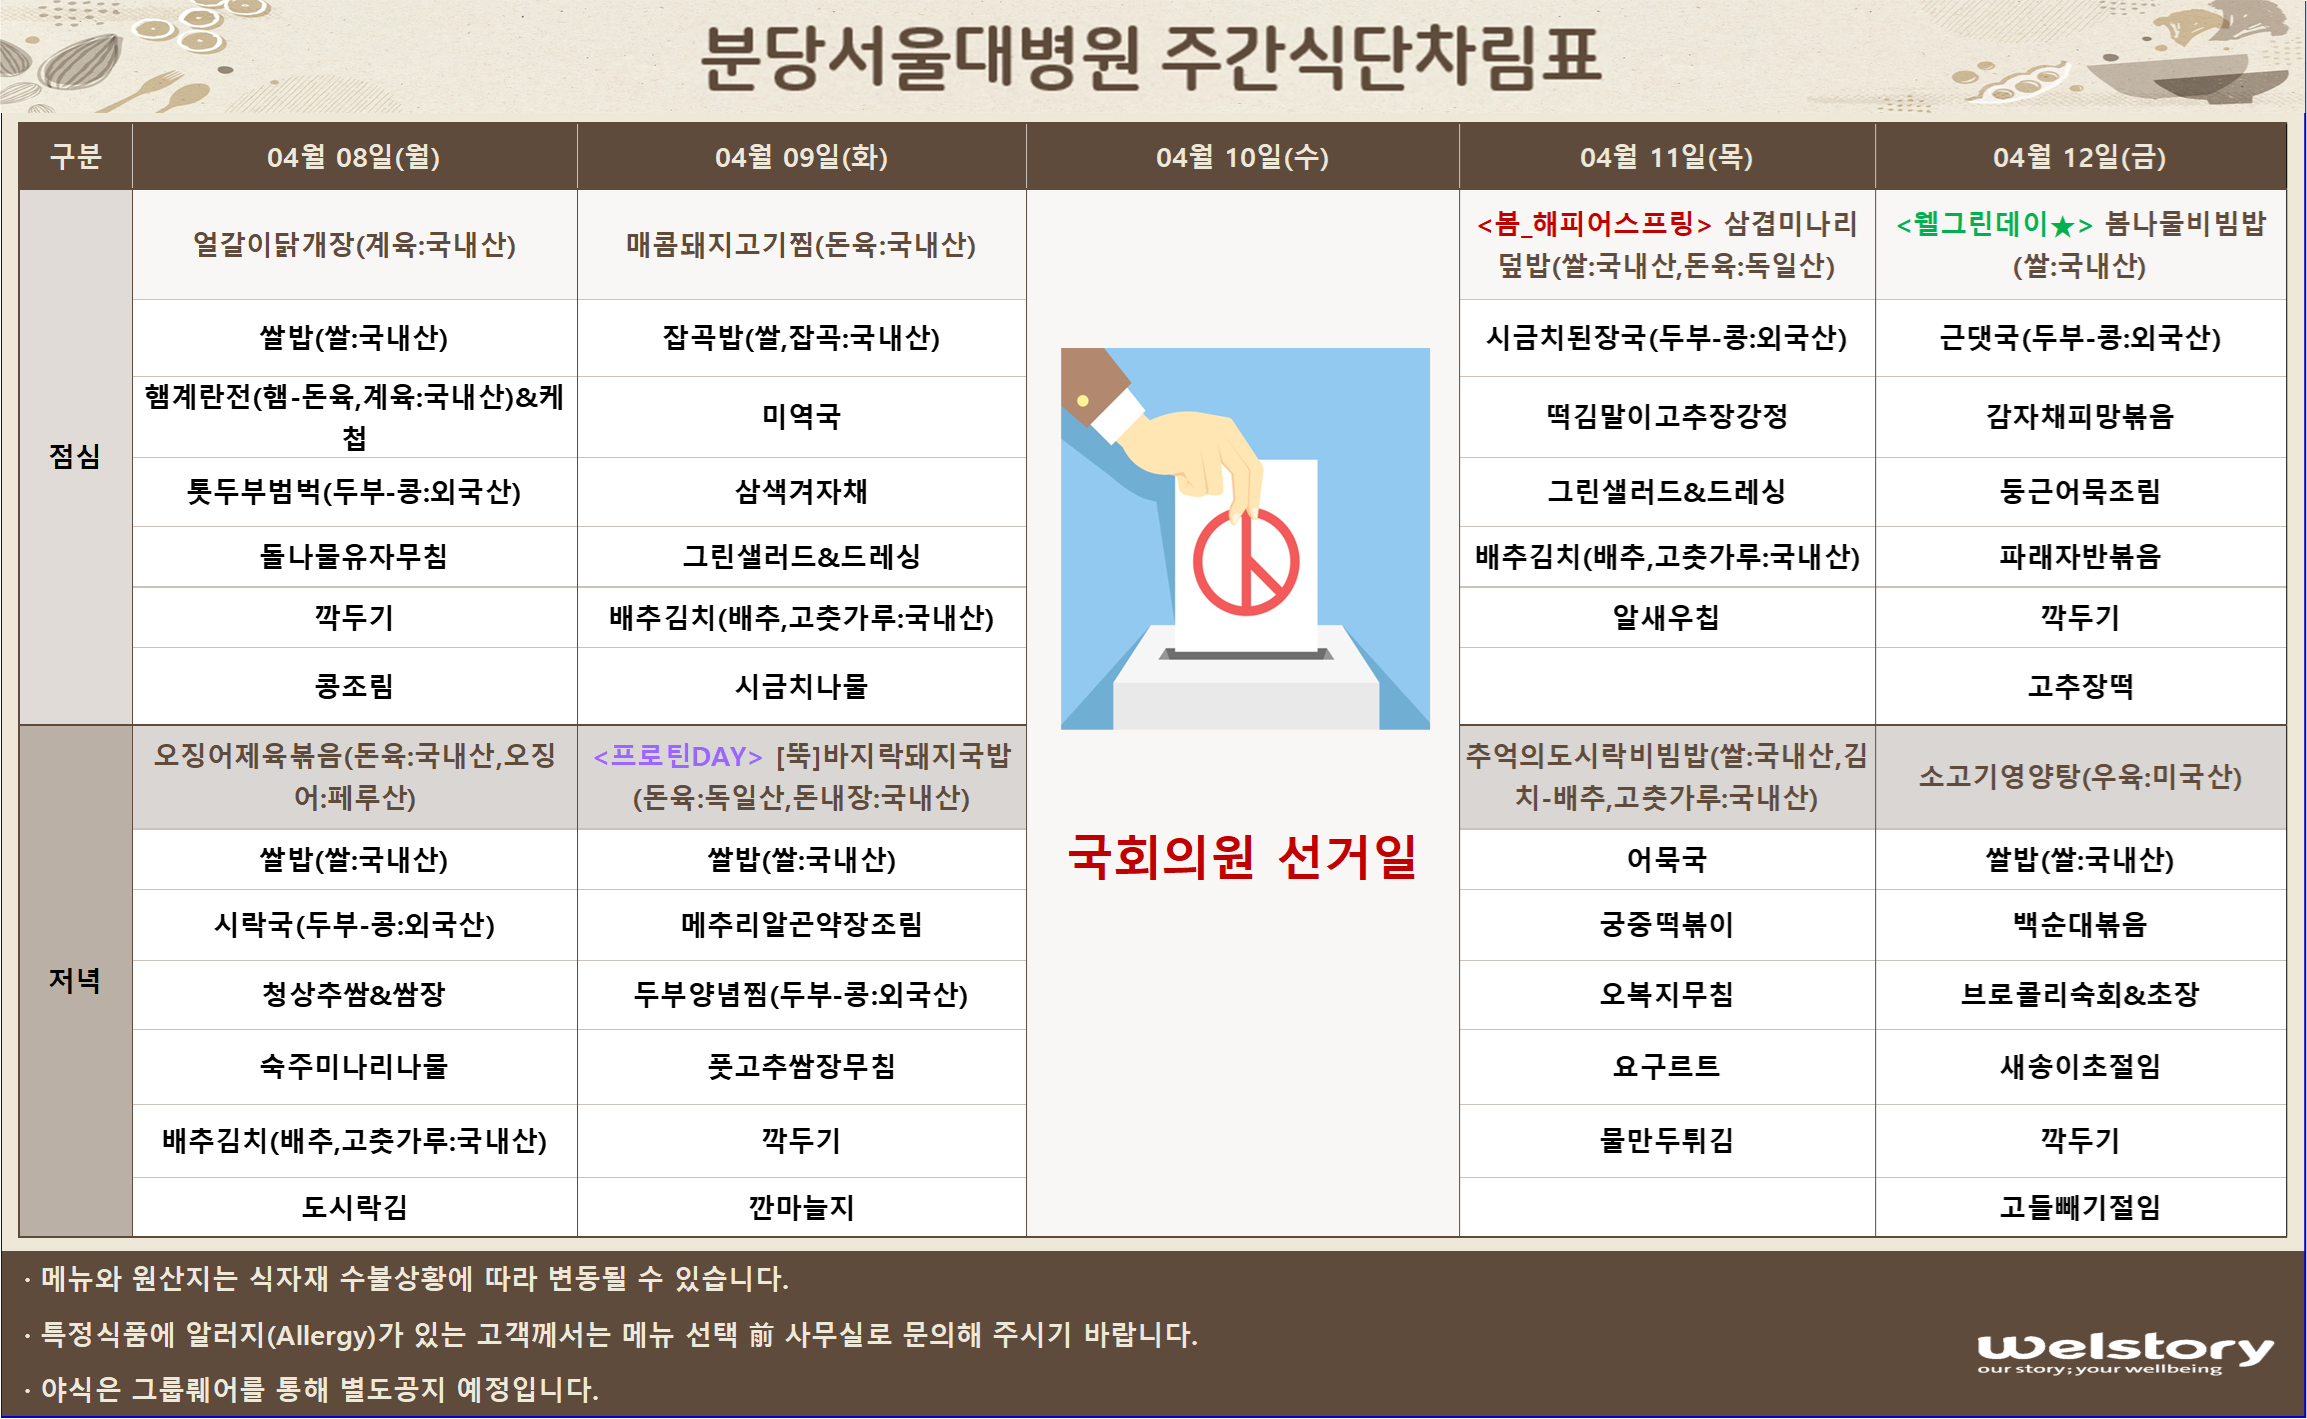 분당서울대병원 주간식단차림표
구분 04월 08일(월) 04월 09일(화) 04월 10일(수) 04월 11일(목) 04월 12일(금)
점심
얼갈이닭개장(계육:국내산)
쌀밥(쌀:국내산)
햄계란전(햄-돈육,계육:국내산)&케
첩
톳두부범벅(두부-콩:외국산)
돌나물유자무침
깍두기
콩조림
매콤돼지고기찜(돈육:국내산)
잡곡밥(쌀,잡곡:국내산)
미역국
삼색겨자채
그린샐러드&드레싱
배추김치(배추,고춧가루:국내산)
시금치나물
국회의원 선거일
<봄_해피어스프링> 삼겹미나리
덮밥(쌀:국내산,돈육:독일산)
시금치된장국(두부-콩:외국산)
떡김말이고추장강정
그린샐러드&드레싱
배추김치(배추,고춧가루:국내산)
알새우칩
<웰그린데이★> 봄나물비빔밥
(쌀:국내산)
근댓국(두부-콩:외국산)
감자채피망볶음
둥근어묵조림
파래자반볶음
깍두기
고추장떡
저녁
오징어제육볶음(돈육:국내산,오징
어:페루산)
쌀밥(쌀:국내산)
시락국(두부-콩:외국산)
청상추쌈&쌈장
숙주미나리나물
배추김치(배추,고춧가루:국내산)
도시락김
<프로틴DAY> [뚝]바지락돼지국밥
(돈육:독일산,돈내장:국내산)
쌀밥(쌀:국내산)
메추리알곤약장조림
두부양념찜(두부-콩:외국산)
풋고추쌈장무침
깍두기
깐마늘지
추억의도시락비빔밥(쌀:국내산,김
치-배추,고춧가루:국내산)
어묵국
궁중떡볶이
오복지무침
요구르트
물만두튀김
소고기영양탕(우육:미국산)
쌀밥(쌀:국내산)
백순대볶음
브로콜리숙회&초장
새송이초절임
깍두기
고들빼기절임
· 메뉴와 원산지는 식자재 수불상황에 따라 변동될 수 있습니다.
· 특정식품에 알러지(Allergy)가 있는 고객께서는 메뉴 선택 前 사무실로 문의해 주시기 바랍니다.
· 야식은 그룹뤠어를 통해 별도공지 예정입니다.
welstory
our story; your wellbeing